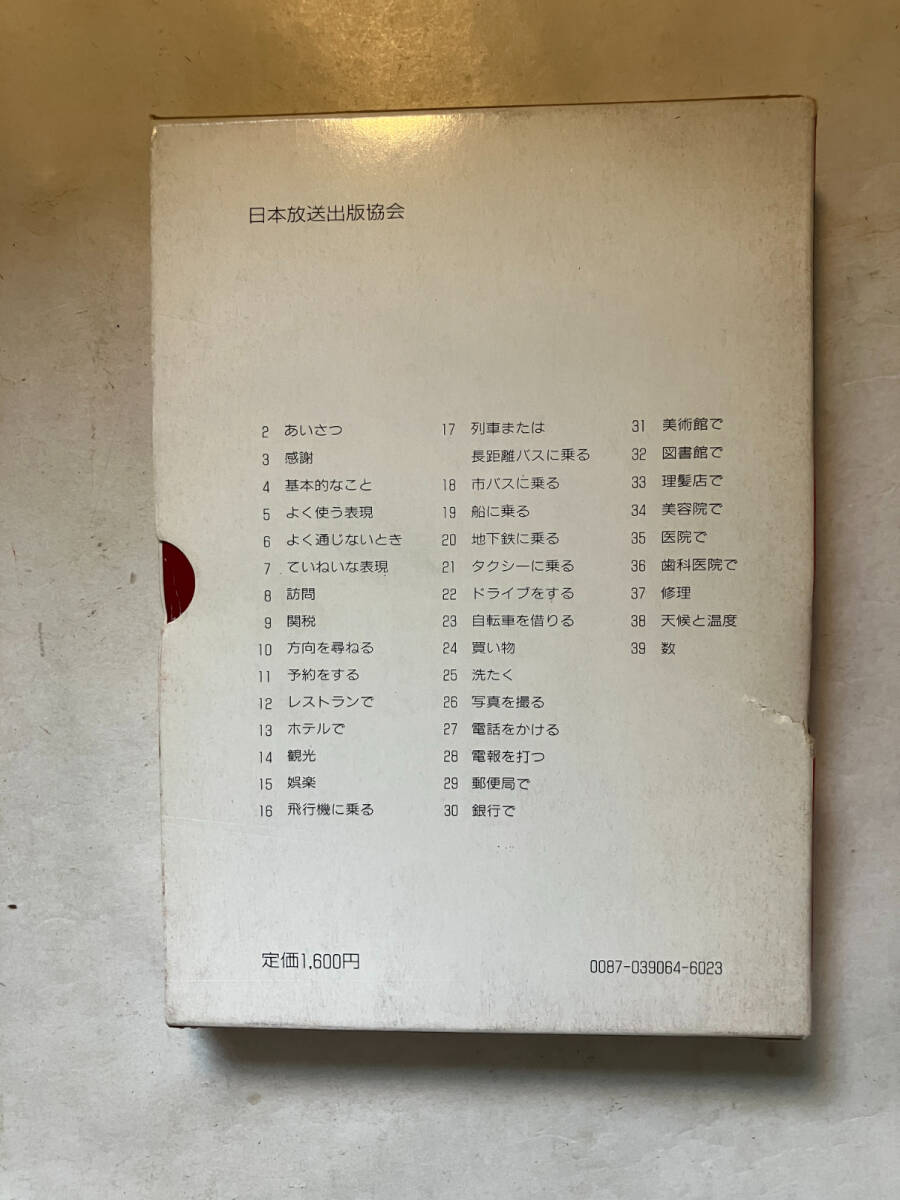 日本放送出版協会
2 あいさつ
3 感謝
4 基本的なこと
5 よく使う表現
6 よく通じないとき
7 ていねいな表現
8 訪問
9 関税
10 方向を尋ねる
11 予約をする
12 レストランで
13 ホテルで
14 観光
15 娯楽
16 飛行機に乗る
17 列車または
長距離バスに乗る
18 市バスに乗る
19 船に乗る
20 地下鉄に乗る
21 タクシーに乗る
22 ドライブをする
23 自転車を借りる
24 買い物
25 洗たく
26 写真を撮る
27 電話をかける
28 電報を打つ
29 郵便局で
30 銀行で
31 美術館で
32 図書館で
33 理髪店で
34 美容院で
35 医院で
36 歯科医院で
37 修理
38 天候と温度
39 数
定価1,600円
0087-039064-6023